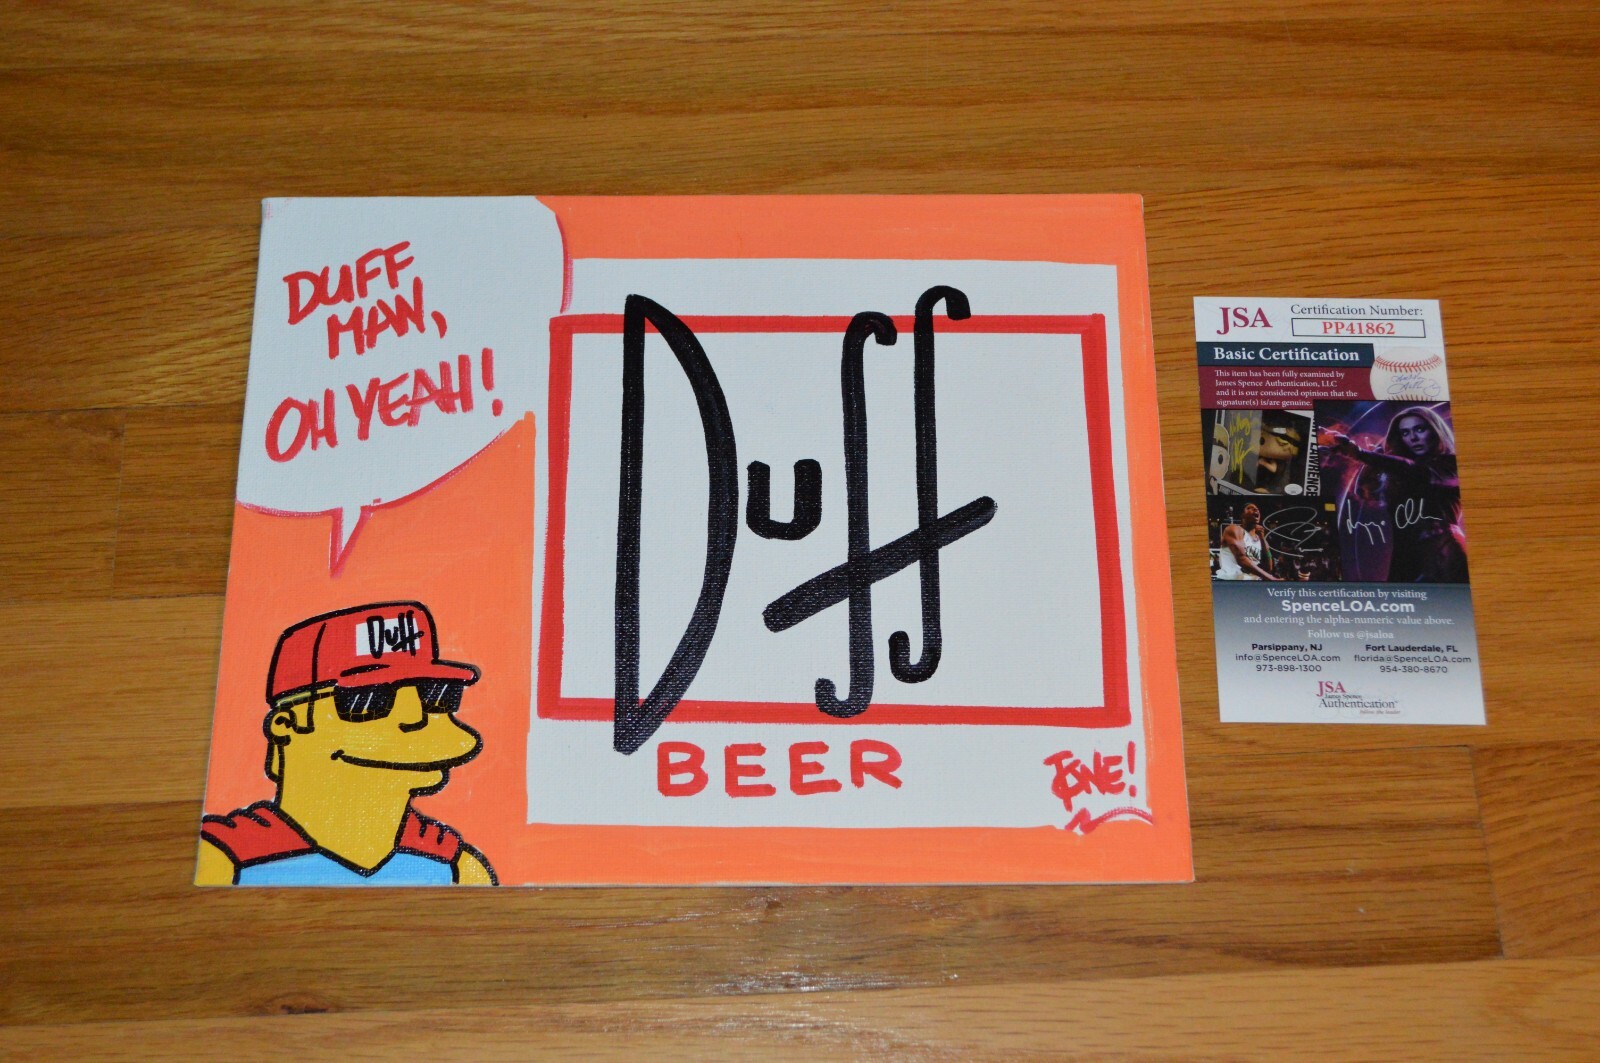 DUFF
MAN,
OH YEAH!
Duff
Duff
BEER
JSA
Certification Number:
PP41862
Basic Certification
This item has been fully examined by
James Spence Authentication, LLC
and it is our considered opinion that the
signature(s) is/are genuine.
Verify this certification by visiting
SpenceLOA.com
and entering the alpha-numeric value above.
Follow us @jsaloa
Parsippany, NJ
info@SpenceLOA.com
973-898-1300
Fort Lauderdale, FL
florida@SpenceLOA.com
954-380-8670
JSA
James Spence
Authentication